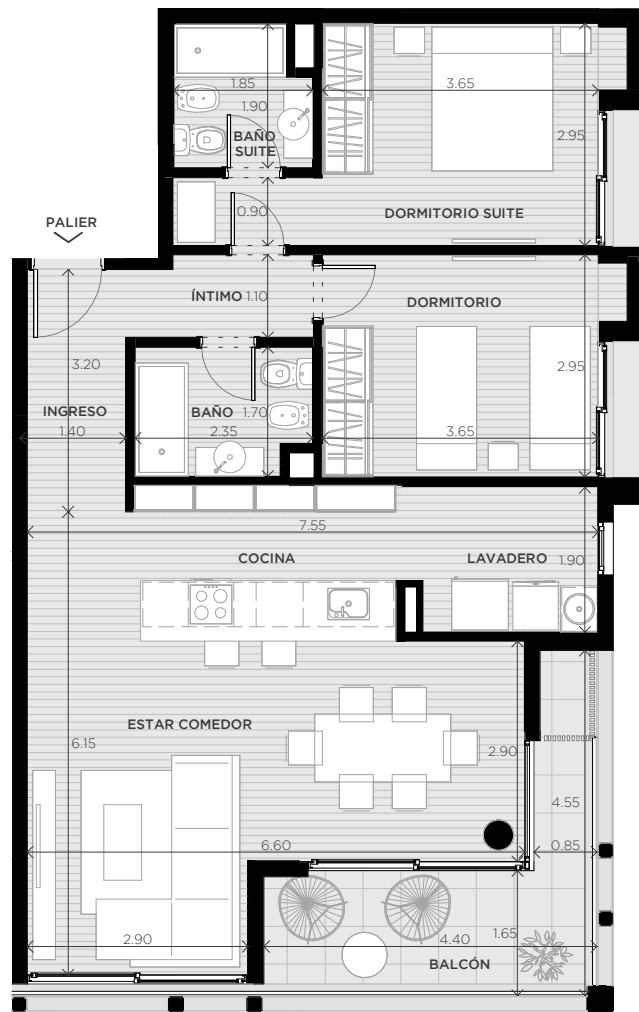 1.85
3.65
1.90
BAÑO
SUITE
2.95
0.90
DORMITORIO SUITE
PALIER
ÍNTIMO 1.10
DORMITORIO
3.20
2.95
INGRESO
BAÑO 1.70
1.40
2.35
3.65
7.55
COCINA
LAVADERO 1.90
ESTAR COMEDOR
6.15
2.90
4.55
6.60
0.85
1.65
2.90
4.40
BALCÓN